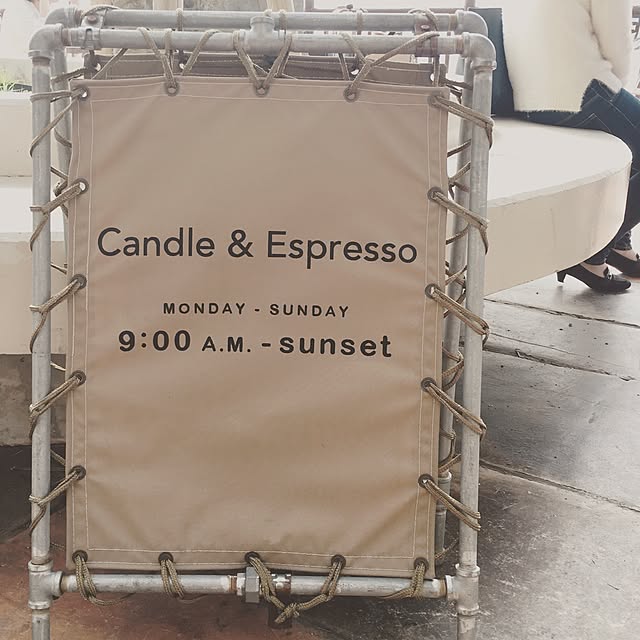 Candle & Espresso
MONDAY - SUNDAY
9:00 A.M. - sunset